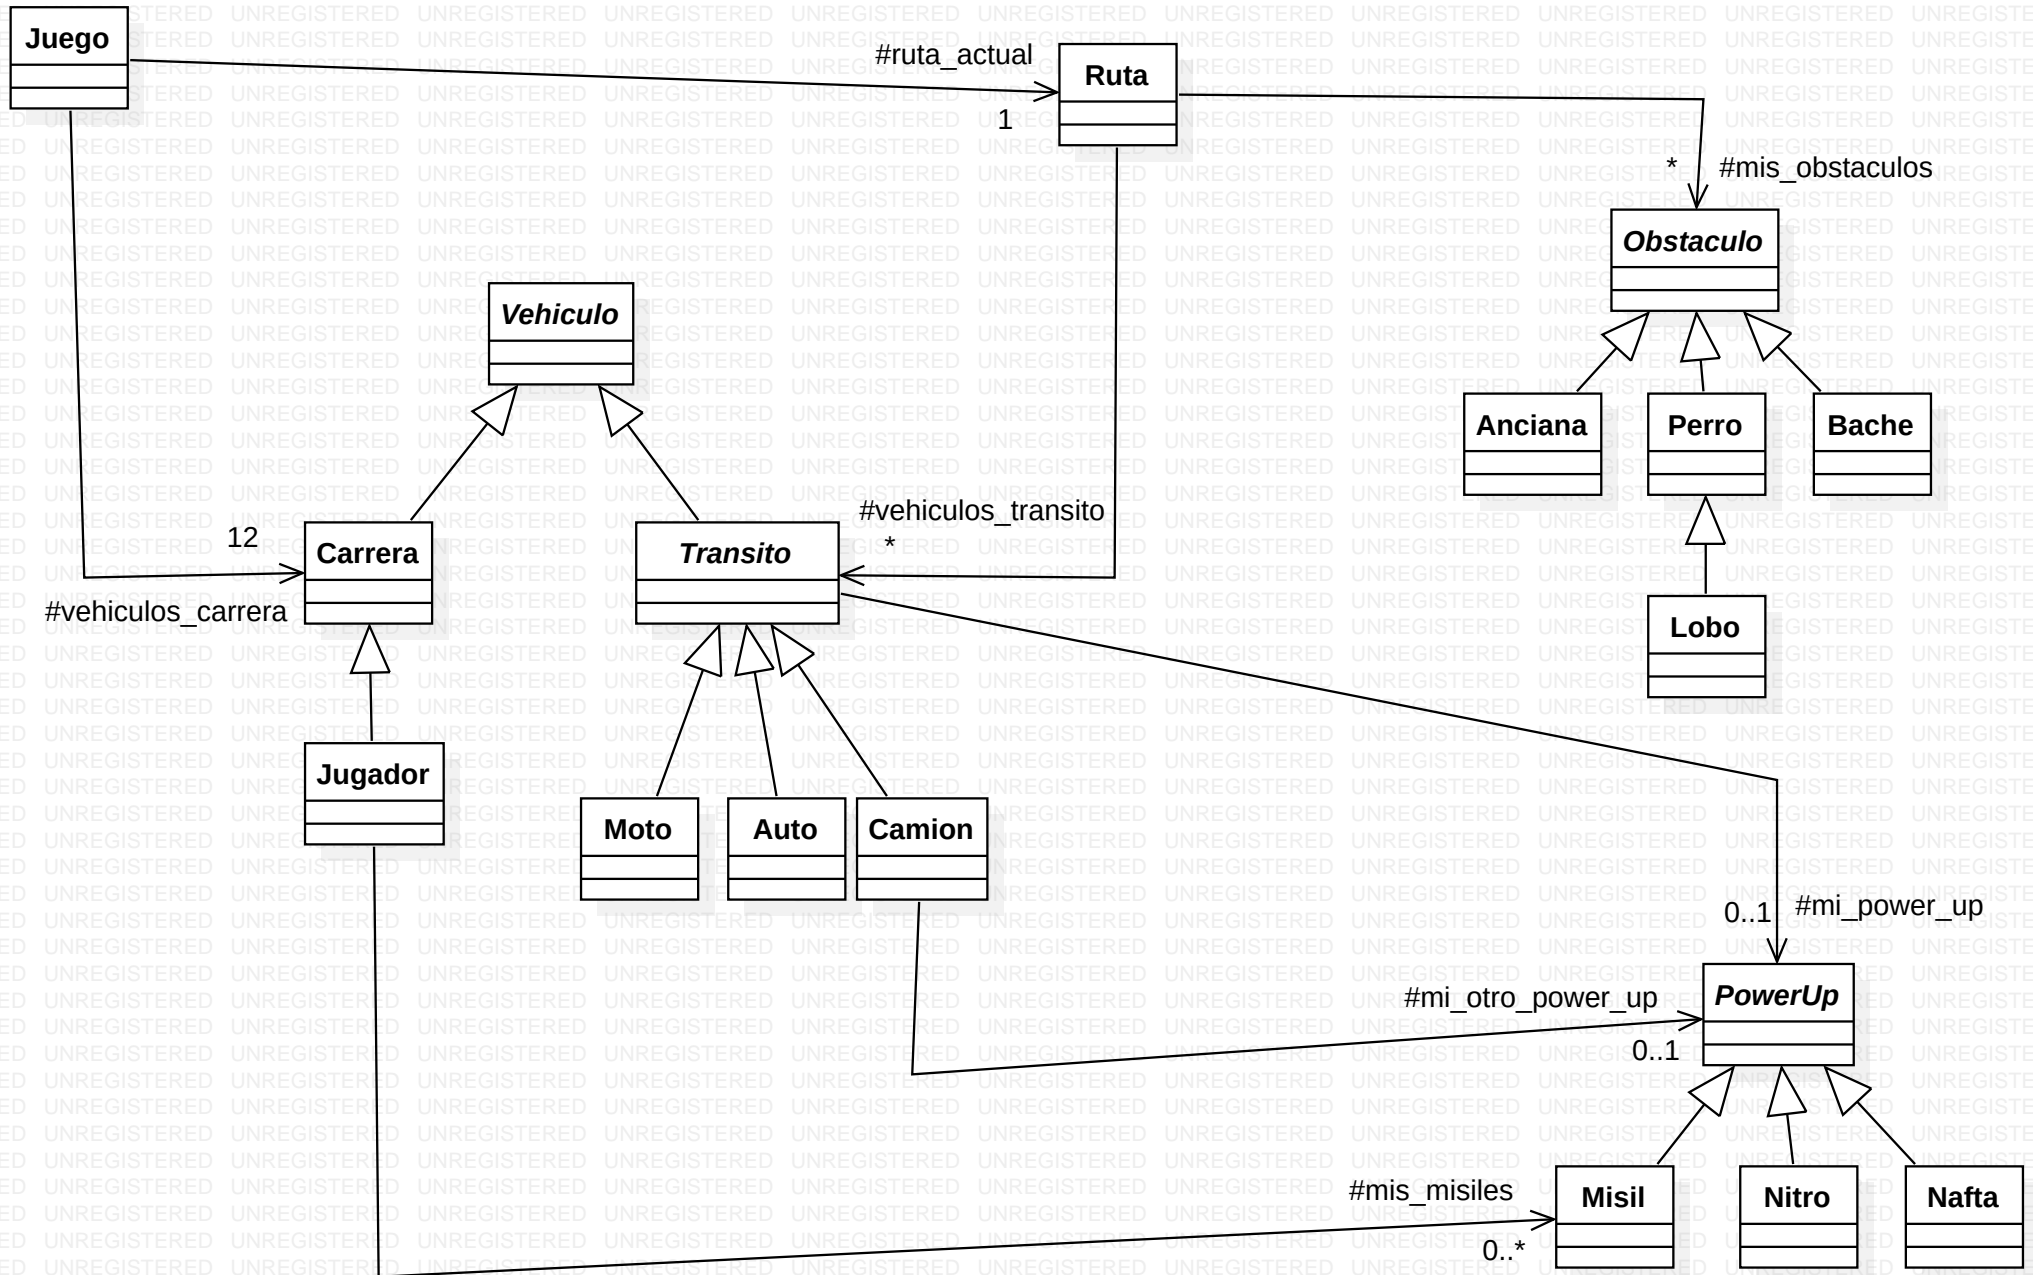 Juego
#ruta_actual
1
Ruta
* #mis_obstaculos
Obstaculo
Vehiculo
Anciana
Perro
Bache
#vehiculos_transito
*
12
Carrera
Transito
#vehiculos_carrera
Lobo
Jugador
Moto
Auto
Camion
0..1 #mi_power_up
#mi_otro_power_up
0..1
PowerUp
#mis_misiles
0..*
Misil
Nitro
Nafta
UNREGISTERED